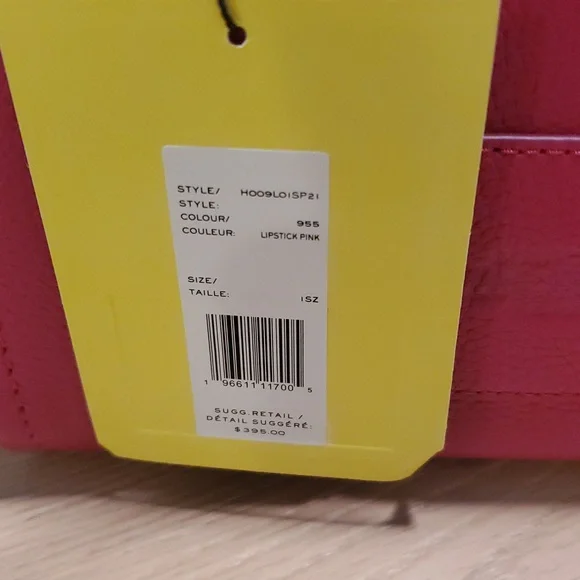 STYLE/ H009L01SP21
STYLE:
COLOUR/ 955
COULEUR: LIPSTICK PINK
SIZE/
TAILLE: 1SZ
1 96611 11700 5
SUGG.RETAIL /
DÉTAIL SUGGÉRÉ:
$395.00